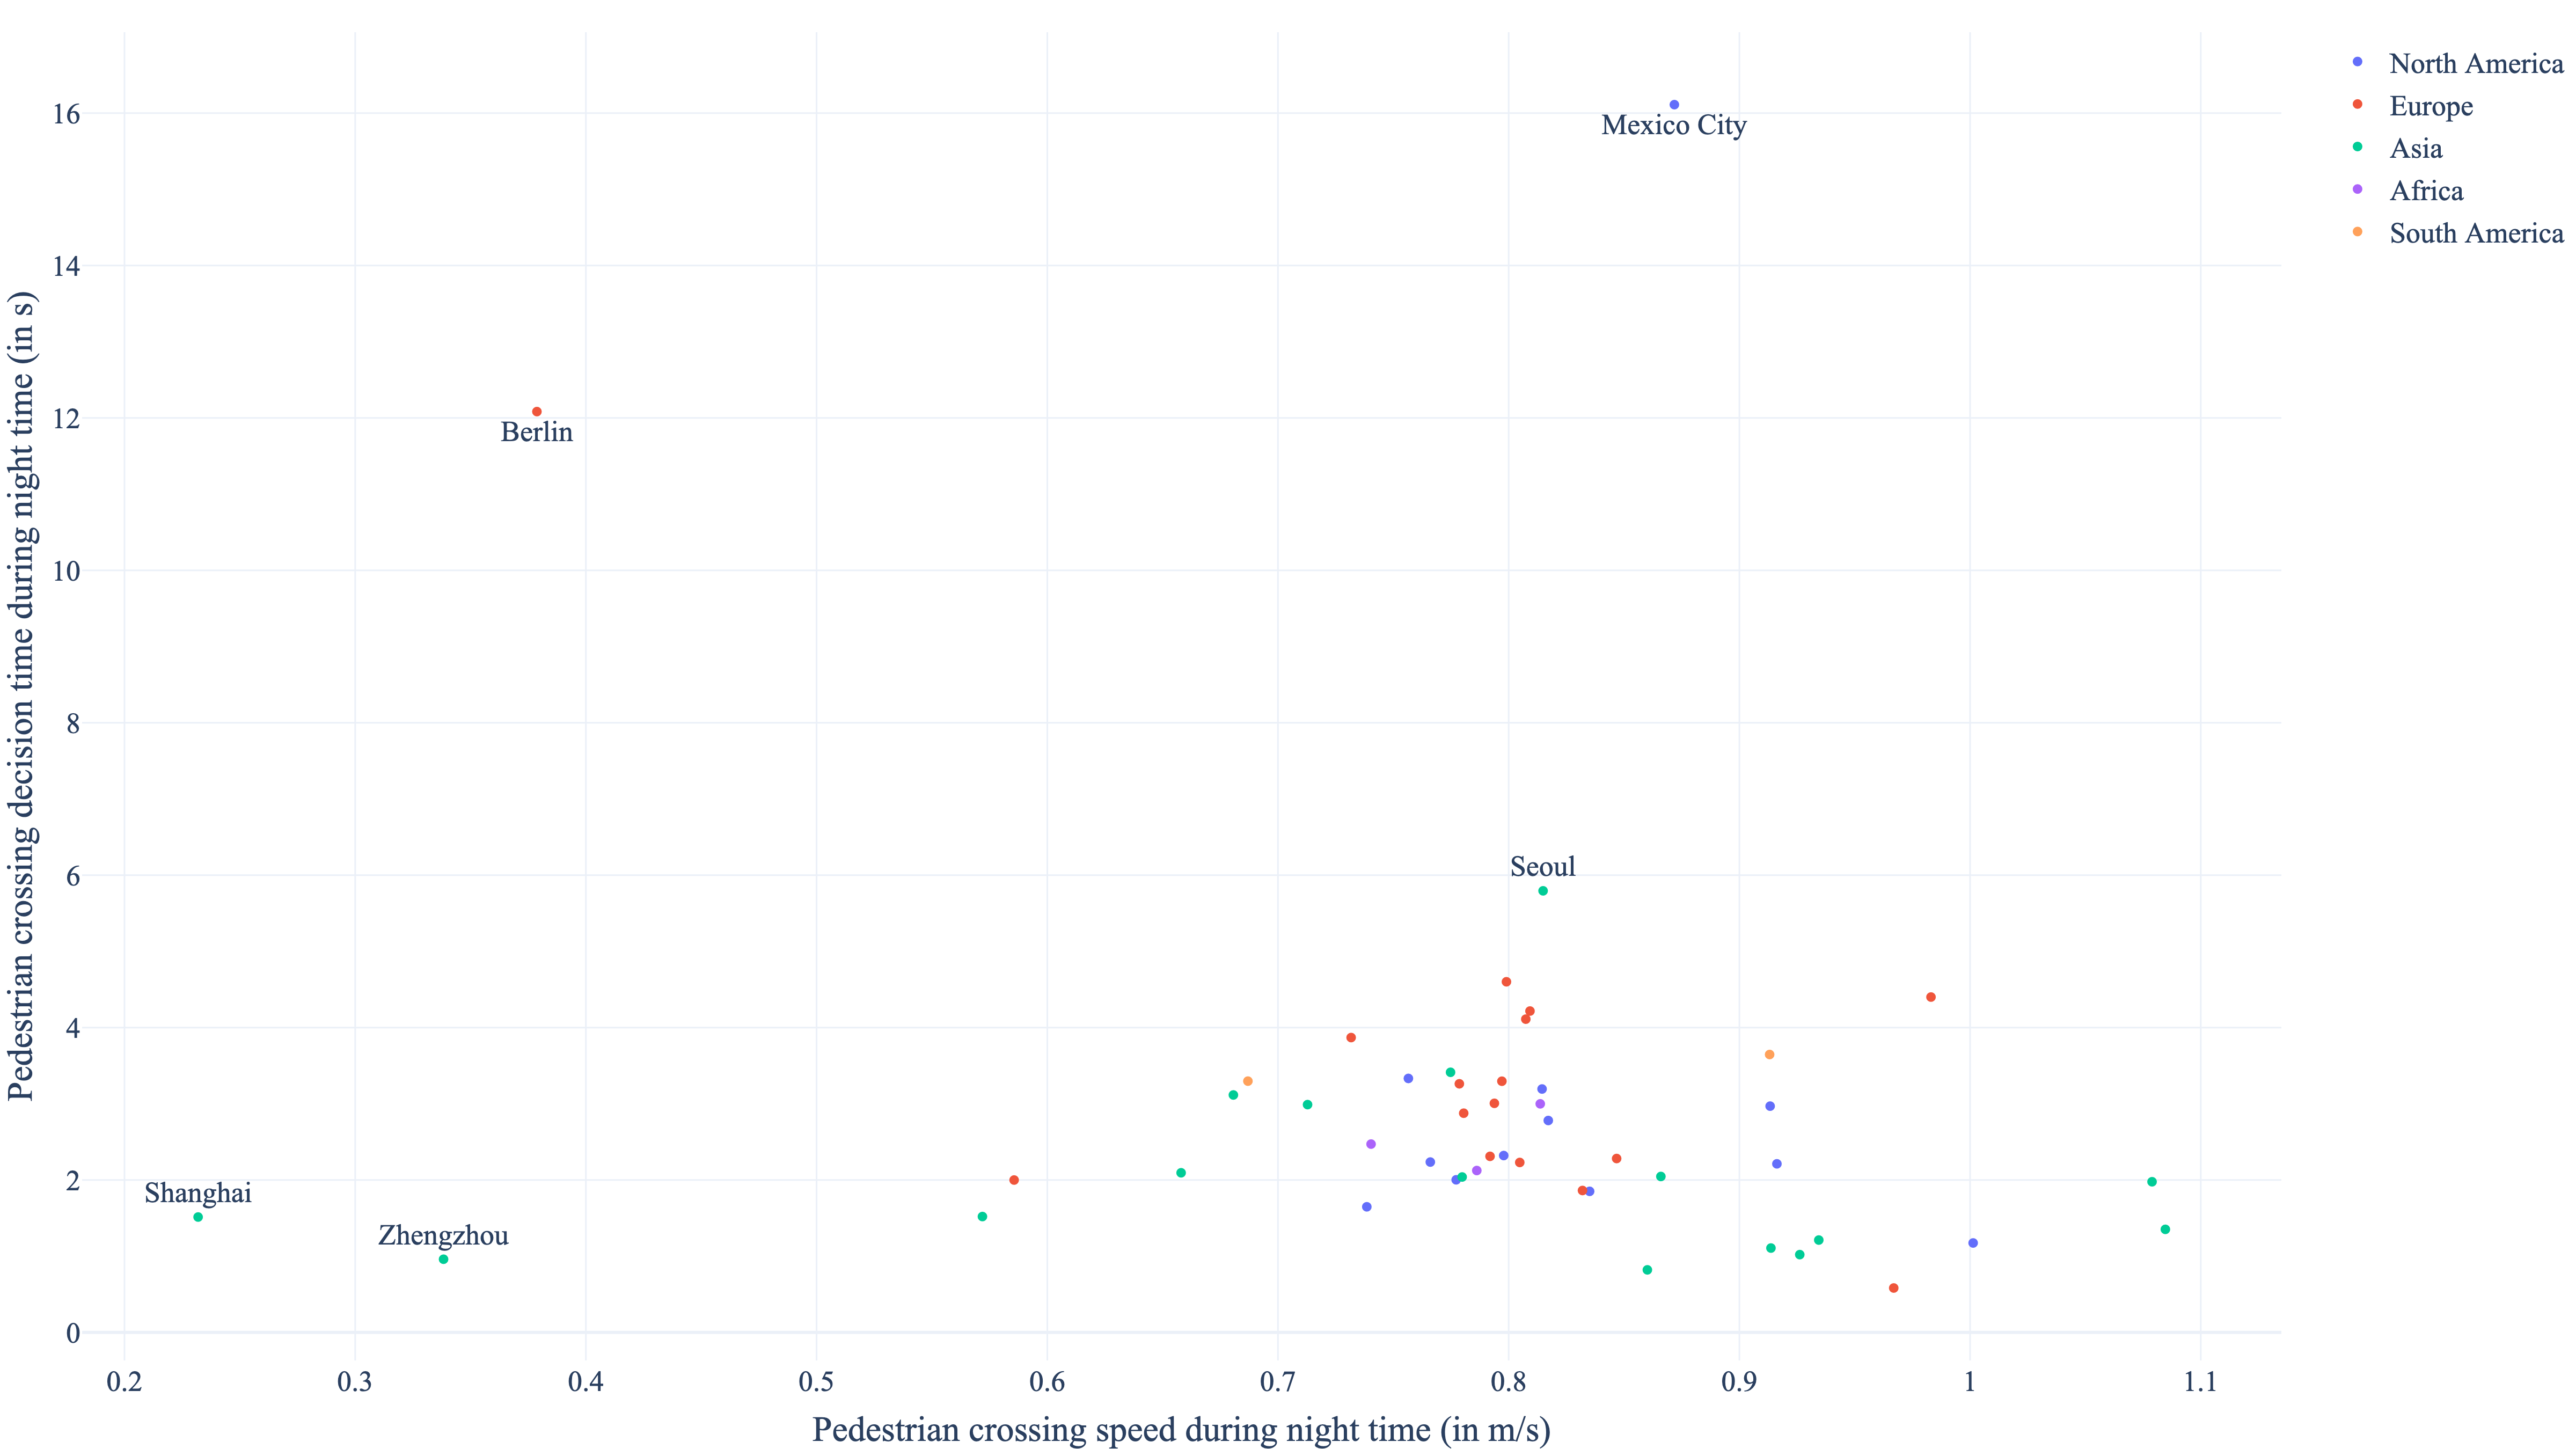 North America
Europe
Asia
Africa
South America
Pedestrian crossing decision time during night time (in s)
16
14
12
10
8
6
4
2
0
Mexico City
Berlin
Seoul
Shanghai
Zhengzhou
0.2 0.3 0.4 0.5 0.6 0.7 0.8 0.9 1 1.1
Pedestrian crossing speed during night time (in m/s)